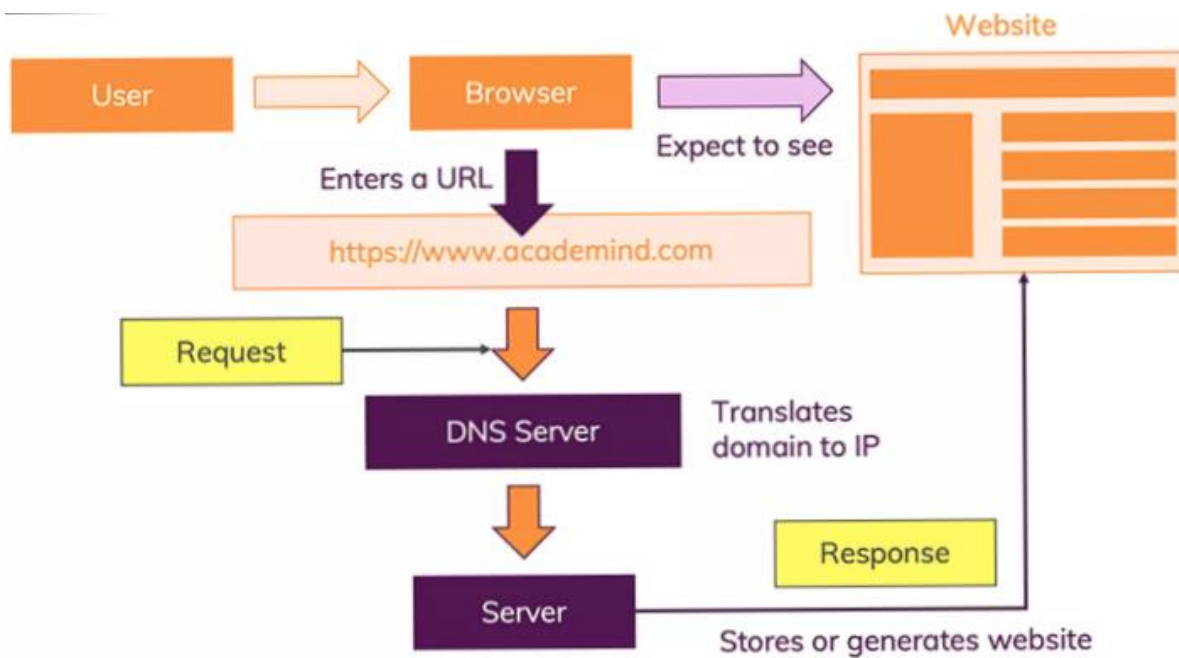 Website
User
Browser
Expect to see
Enters a URL
https://www.academind.com
Request
DNS Server
Translates
domain to IP
Response
Server
Stores or generates website